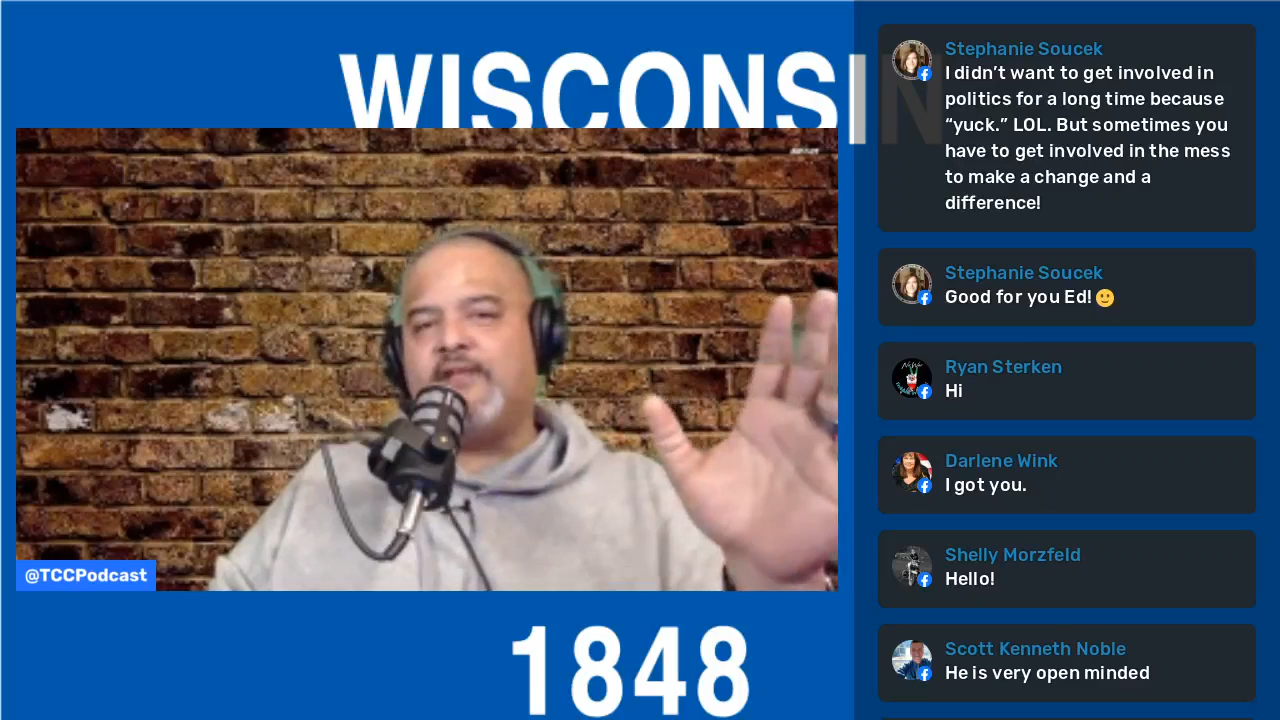 WISCONSIN
@TCCPodcast
1848
Stephanie Soucek
I didn’t want to get involved in
politics for a long time because
“yuck.” LOL. But sometimes you
have to get involved in the mess
to make a change and a
difference!
Stephanie Soucek
Good for you Ed! 🙂
Ryan Sterken
Hi
Darlene Wink
I got you.
Shelly Morzfeld
Hello!
Scott Kenneth Noble
He is very open minded